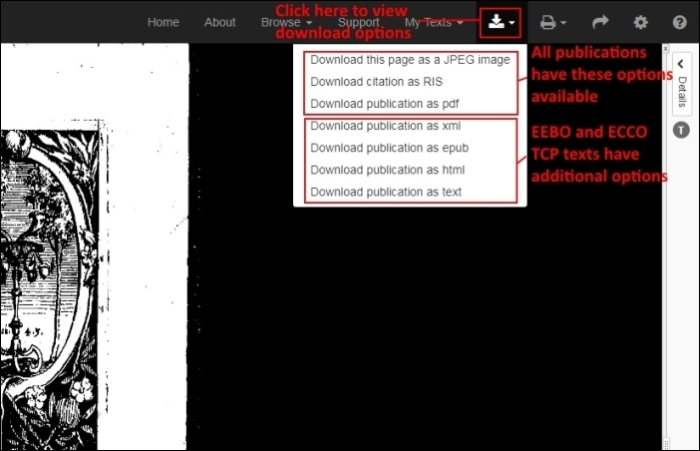 Click here to view
download options
Home About Browse Support My Texts
Download this page as a JPEG image
Download citation as RIS
Download publication as pdf
Download publication as xml
Download publication as epub
Download publication as html
Download publication as text
All publications
have these options
available
EEBO and ECCO
TCP texts have
additional options
x
Details
T